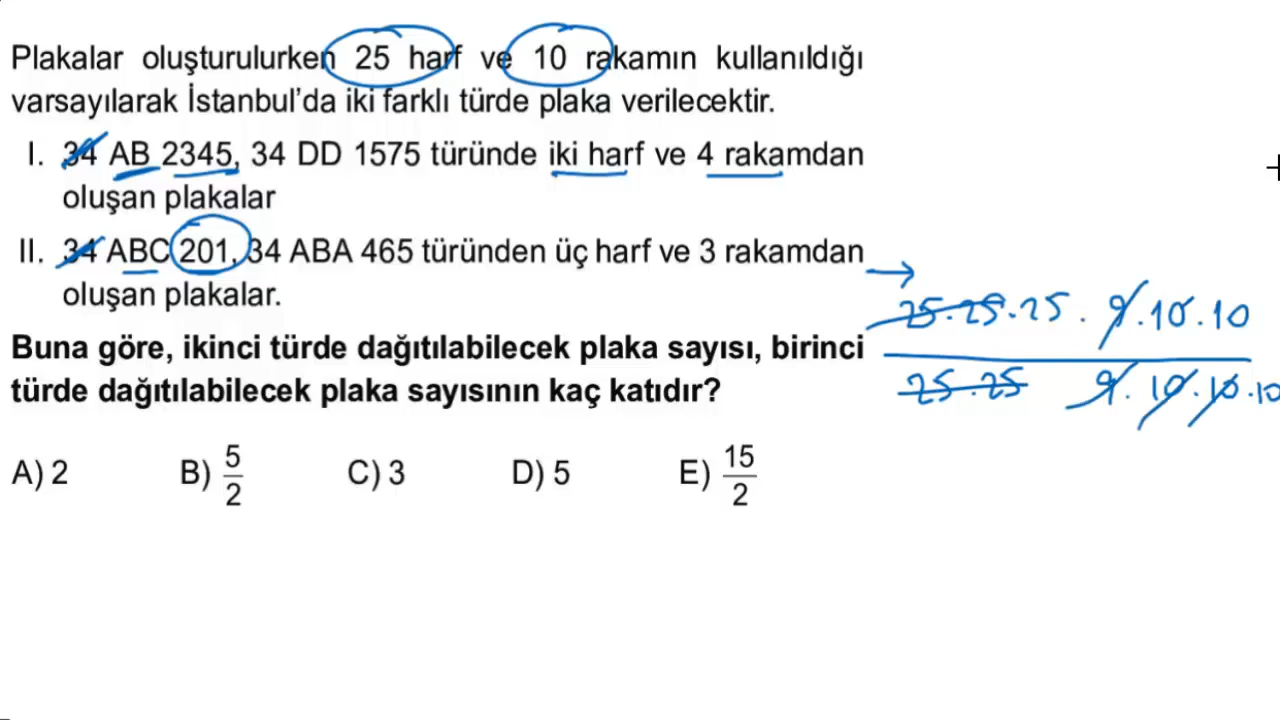 Plakalar oluşturulurken 25 harf ve 10 rakamın kullanıldığı
varsayılarak İstanbul'da iki farklı türde plaka verilecektir.
I. 34 AB 2345, 34 DD 1575 türünde iki harf ve 4 rakamdan
oluşan plakalar
II. 34 ABC 201, 34 ABA 465 türünden üç harf ve 3 rakamdan
oluşan plakalar.
25.25.25. 9.10.10
25.25 9.10.10.10
Buna göre, ikinci türde dağıtılabilecek plaka sayısı, birinci
türde dağıtılabilecek plaka sayısının kaç katıdır?
A) 2 B) 5/2 C) 3 D) 5 E) 15/2